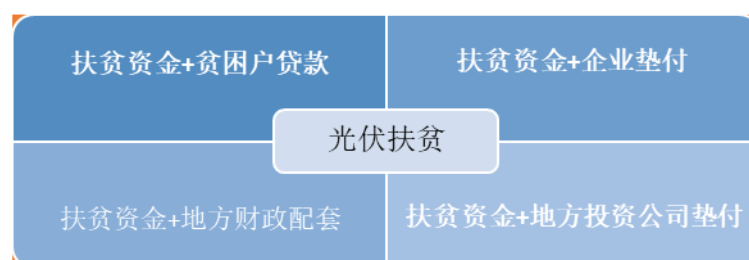 扶贫资金+贫困户贷款
扶贫资金+企业垫付
光伏扶贫
扶贫资金+地方财政配套
扶贫资金+地方投资公司垫付